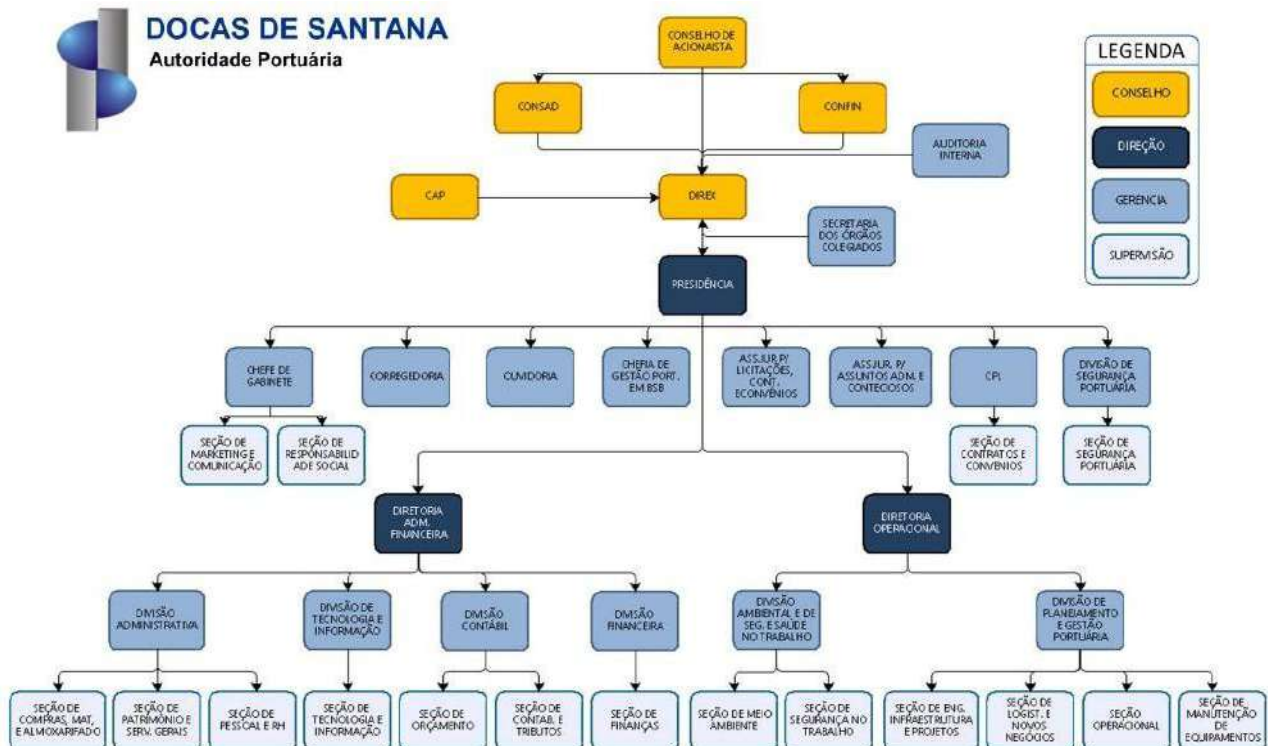 DOCAS DE SANTANA
Autoridade Portuária
CONSELHO DE
ACIONAISTA
LEGENDA
CONSELHO
DIREÇÃO
GERÊNCIA
SUPERVISÃO
CONSAD
CONFIN
AUDITORIA
INTERNA
CAP
DIREX
SECRETARIA
DOS ÓRGÃOS
COLEGIADOS
PRESIDÊNCIA
CHEFE DE
GABINETE
CORREGEDORIA
OUVIDORIA
CHEFIA DE
GESTÃO PORT.
EM BSB
ASS.JUR.P/
LICITAÇÕES,
CONT.
ECONVÊNIOS
ASS.JUR. P/
ASSUNTOS ADM. E
CONTECIOSOS
CPL
DIVISÃO DE
SEGURANÇA
PORTUÁRIA
SEÇÃO DE
MARKETING E
COMUNICAÇÃO
SEÇÃO DE
RESPONSABILID
ADE SOCIAL
SEÇÃO DE
CONTRATOS E
CONVÊNIOS
SEÇÃO DE
SEGURANÇA
PORTUÁRIA
DIRETORIA
ADM.
FINANCEIRA
DIRETORIA
OPERACIONAL
DIVISÃO
ADMINISTRATIVA
DIVISÃO DE
TECNOLOGIA E
INFORMAÇÃO
DIVISÃO
CONTÁBIL
DIVISÃO
FINANCEIRA
DIVISÃO
AMBIENTAL E DE
SEG. E SAÚDE
NO TRABALHO
DIVISÃO DE
PLANEJAMENTO
E GESTÃO
PORTUÁRIA
SEÇÃO DE
COMPRAS, MAT,
E ALMOXARIFADO
SEÇÃO DE
PATRIMÔNIO E
SERV. GERAIS
SEÇÃO DE
PESSOAL E RH
SEÇÃO DE
TECNOLOGIA E
INFORMAÇÃO
SEÇÃO DE
ORÇAMENTO
SEÇÃO DE
CONTAB. E
TRIBUTOS
SEÇÃO DE
FINANÇAS
SEÇÃO DE MEIO
AMBIENTE
SEÇÃO DE
SEGURANÇA NO
TRABALHO
SEÇÃO DE ENG.
INFRAESTRUTURA
E PROJETOS
SEÇÃO DE
LOGIST. E
NOVOS
NEGÓCIOS
SEÇÃO
OPERACIONAL
SEÇÃO DE
MANUTENÇÃO
DE
EQUIPAMENTOS